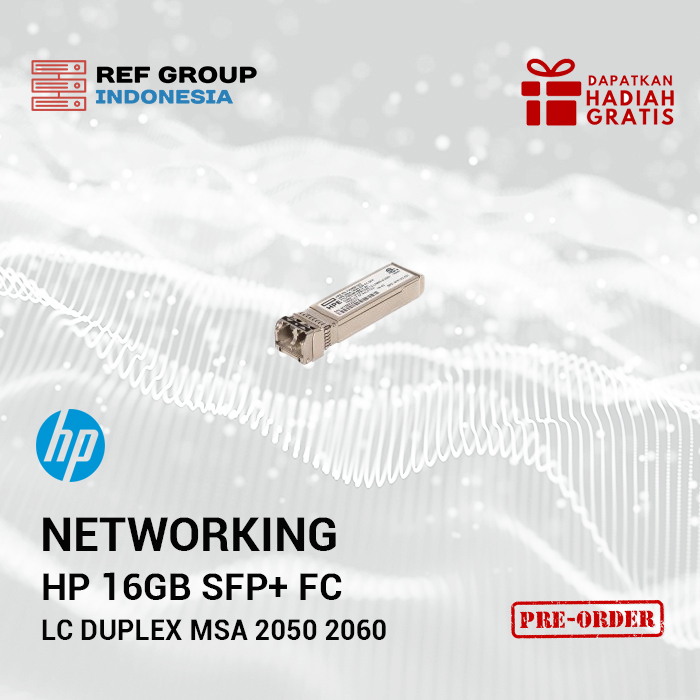 REF GROUP
INDONESIA
DAPATKAN
HADIAH
GRATIS
HPE
hp
NETWORKING
HP 16GB SFP+ FC
LC DUPLEX MSA 2050 2060
PRE-ORDER